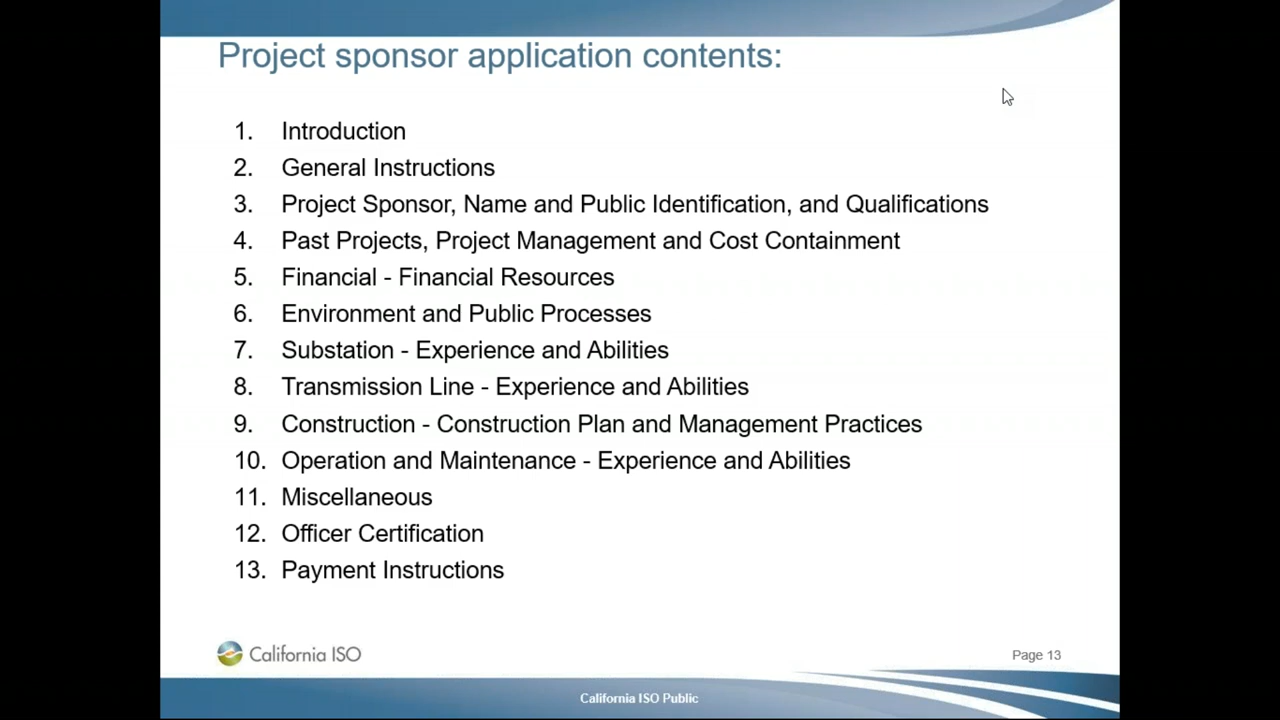 Project sponsor application contents:
1. Introduction
2. General Instructions
3. Project Sponsor, Name and Public Identification, and Qualifications
4. Past Projects, Project Management and Cost Containment
5. Financial - Financial Resources
6. Environment and Public Processes
7. Substation - Experience and Abilities
8. Transmission Line - Experience and Abilities
9. Construction - Construction Plan and Management Practices
10. Operation and Maintenance - Experience and Abilities
11. Miscellaneous
12. Officer Certification
13. Payment Instructions
California ISO
Page 13
California ISO Public